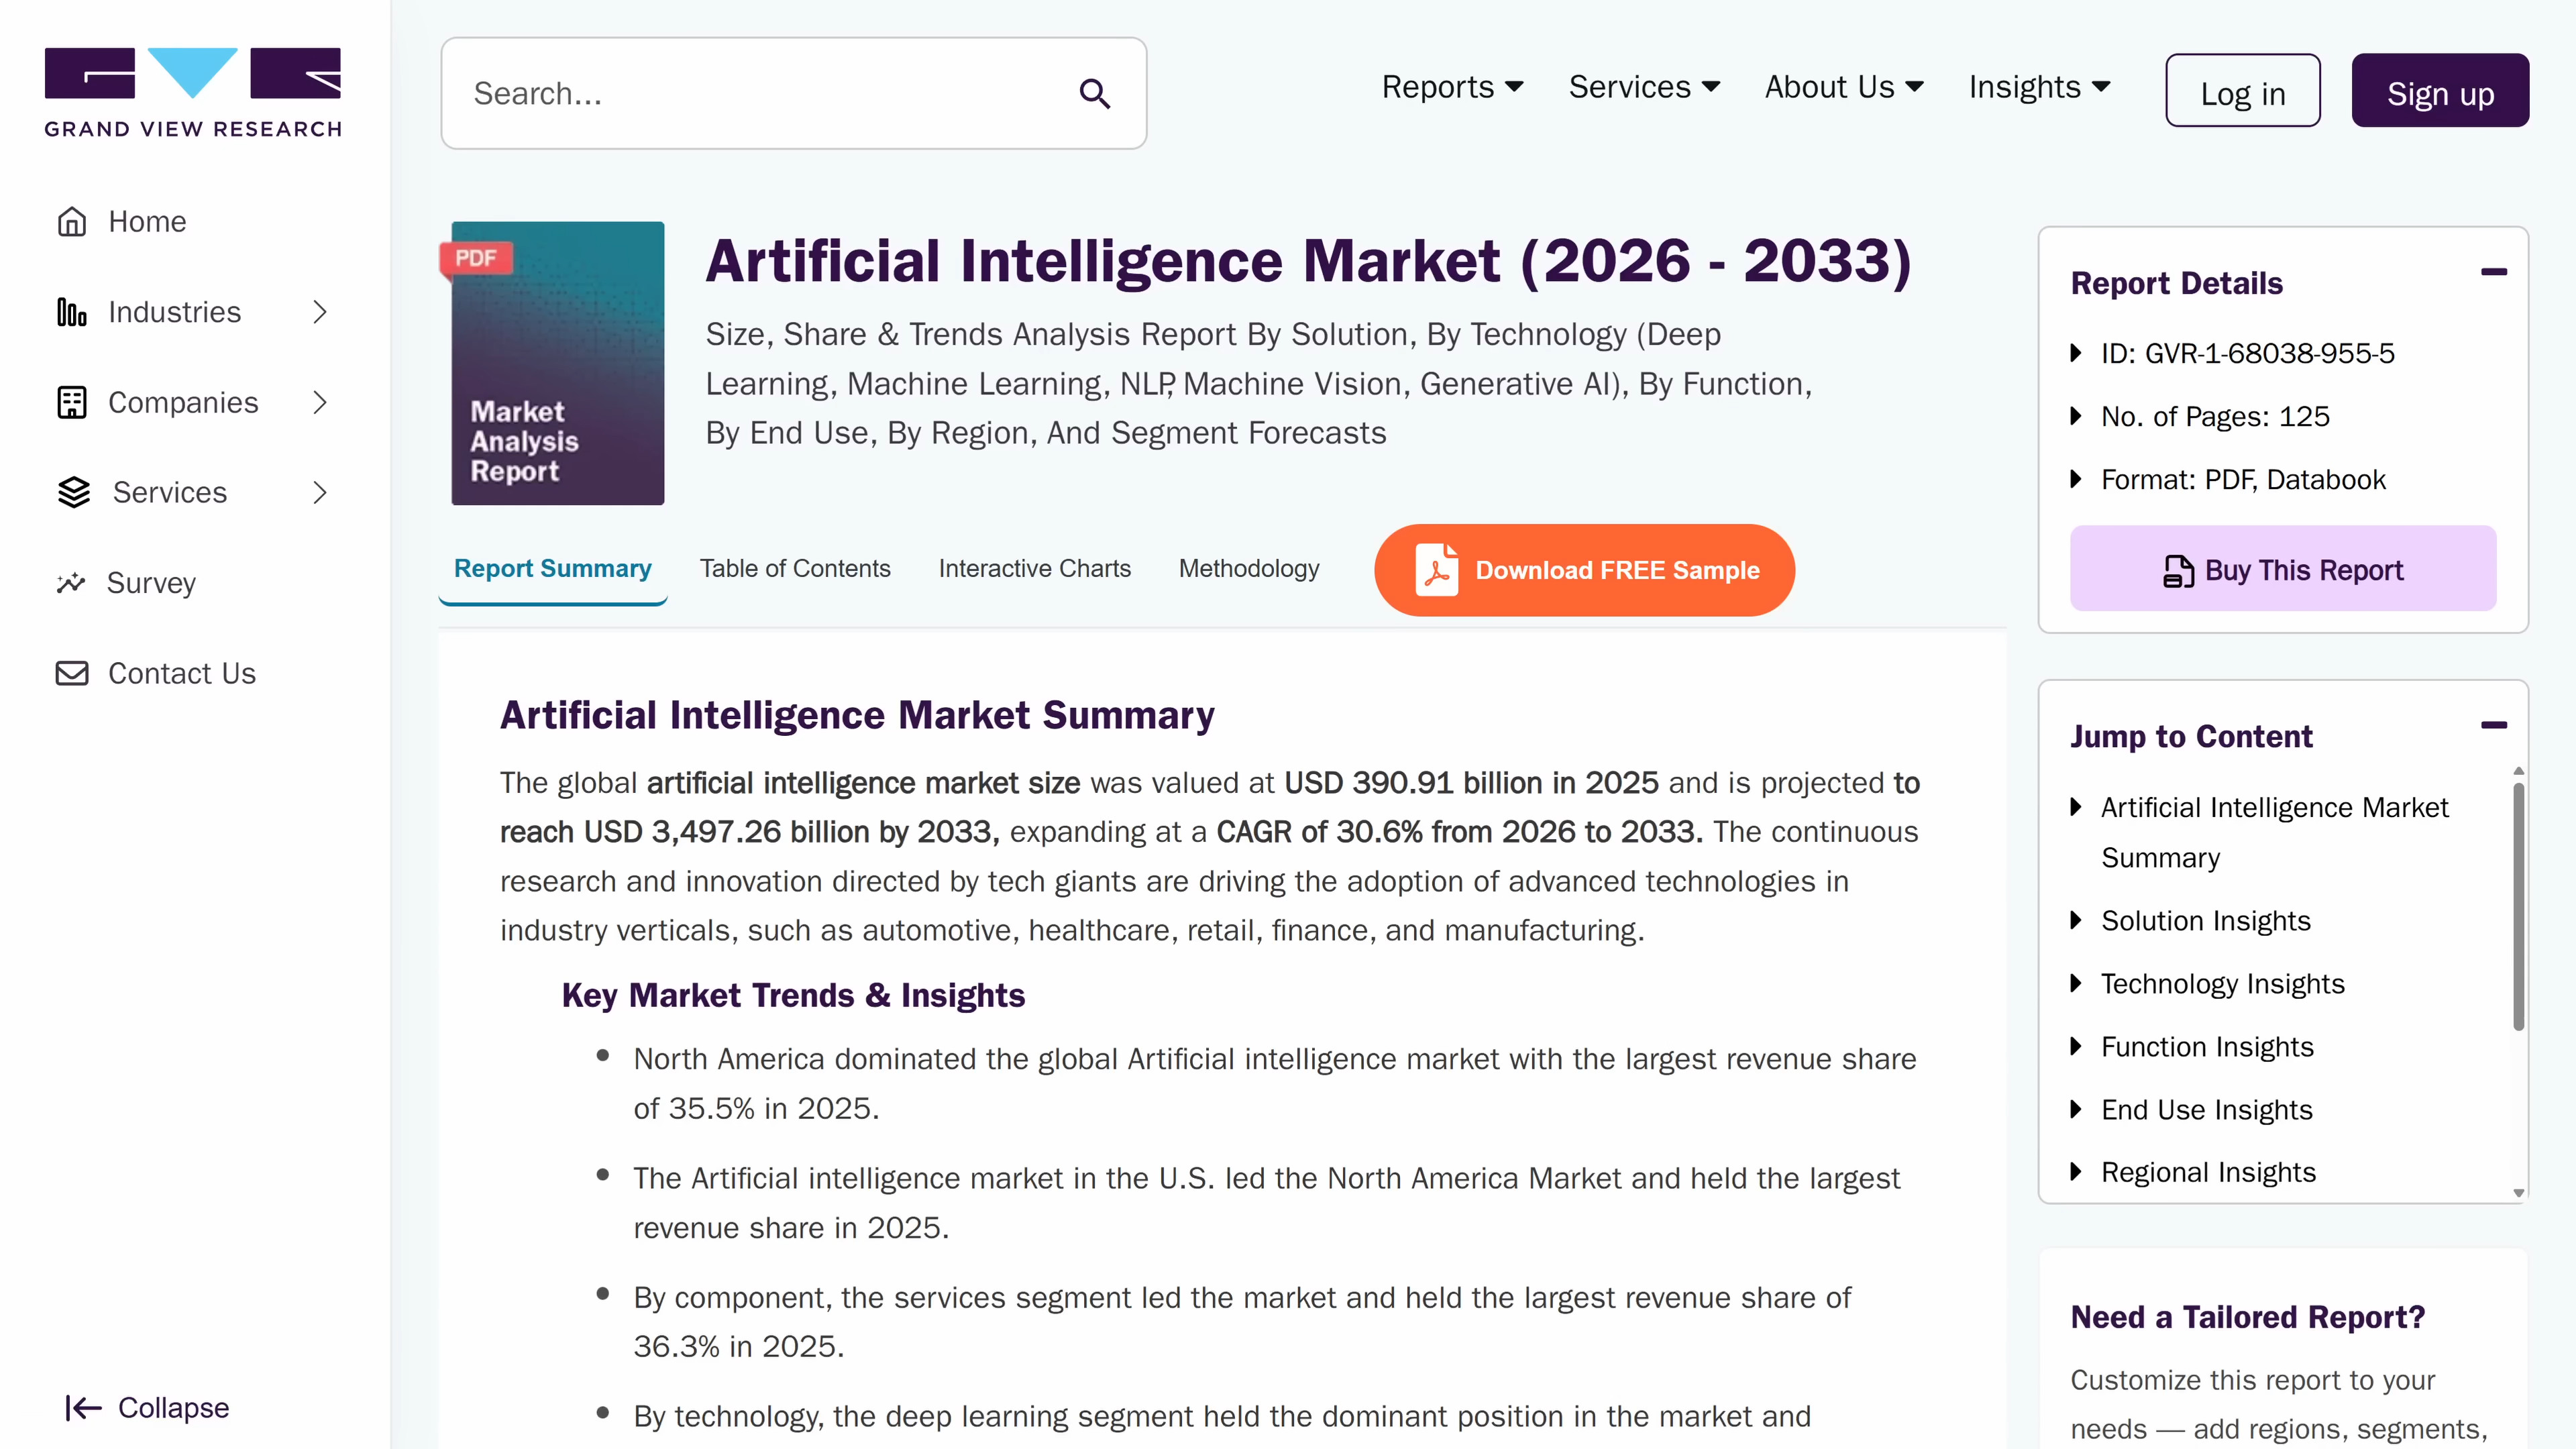 GRAND VIEW RESEARCH
Home
Industries
Companies
Services
Survey
Contact Us
Collapse
Search...
Reports
Services
About Us
Insights
Log in
Sign up
PDF
Market
Analysis
Report
Artificial Intelligence Market (2026 - 2033)
Size, Share & Trends Analysis Report By Solution, By Technology (Deep
Learning, Machine Learning, NLP, Machine Vision, Generative AI), By Function,
By End Use, By Region, And Segment Forecasts
Report Summary
Table of Contents
Interactive Charts
Methodology
Download FREE Sample
Artificial Intelligence Market Summary
The global artificial intelligence market size was valued at USD 390.91 billion in 2025 and is projected to
reach USD 3,497.26 billion by 2033, expanding at a CAGR of 30.6% from 2026 to 2033. The continuous
research and innovation directed by tech giants are driving the adoption of advanced technologies in
industry verticals, such as automotive, healthcare, retail, finance, and manufacturing.
Key Market Trends & Insights
North America dominated the global Artificial intelligence market with the largest revenue share
of 35.5% in 2025.
The Artificial intelligence market in the U.S. led the North America Market and held the largest
revenue share in 2025.
By component, the services segment led the market and held the largest revenue share of
36.3% in 2025.
By technology, the deep learning segment held the dominant position in the market and
Report Details
ID: GVR-1-68038-955-5
No. of Pages: 125
Format: PDF, Databook
Buy This Report
Jump to Content
Artificial Intelligence Market
Summary
Solution Insights
Technology Insights
Function Insights
End Use Insights
Regional Insights
Need a Tailored Report?
Customize this report to your
needs — add regions, segments,